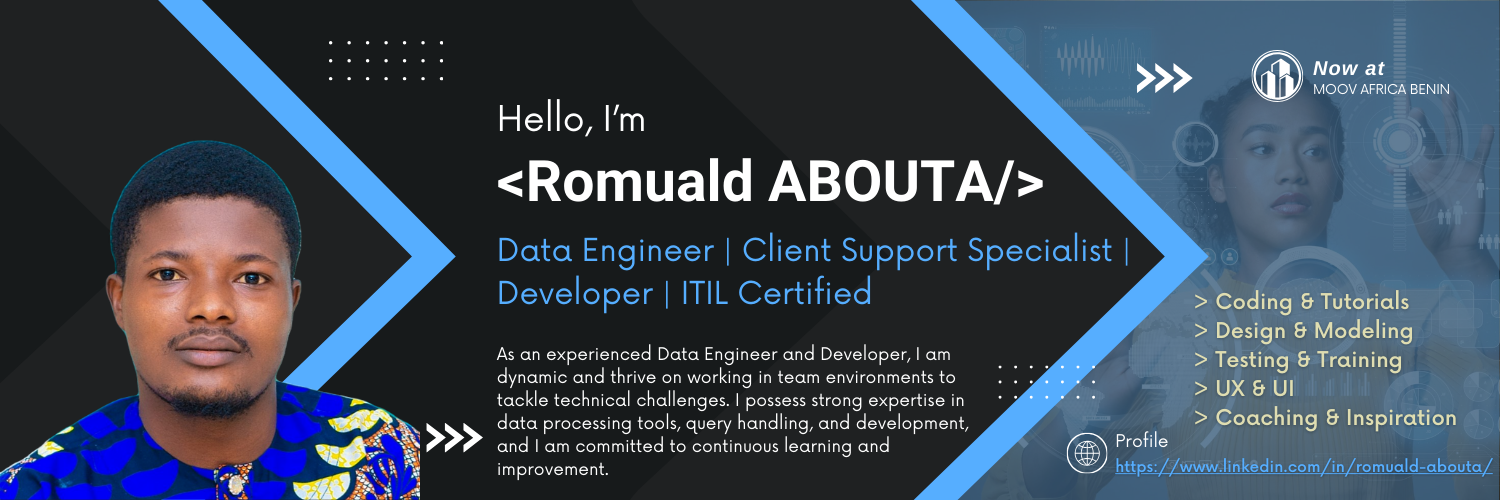 Hello, I'm
<Romuald ABOUTA/>
Data Engineer | Client Support Specialist |
Developer | ITIL Certified
As an experienced Data Engineer and Developer, I am
dynamic and thrive on working in team environments to
tackle technical challenges. I possess strong expertise in
data processing tools, query handling, and development,
and I am committed to continuous learning and
improvement.
Now at
MOOV AFRICA BENIN
> Coding & Tutorials
> Design & Modeling
> Testing & Training
> UX & UI
> Coaching & Inspiration
Profile
https://www.linkedin.com/in/romuald-abouta/